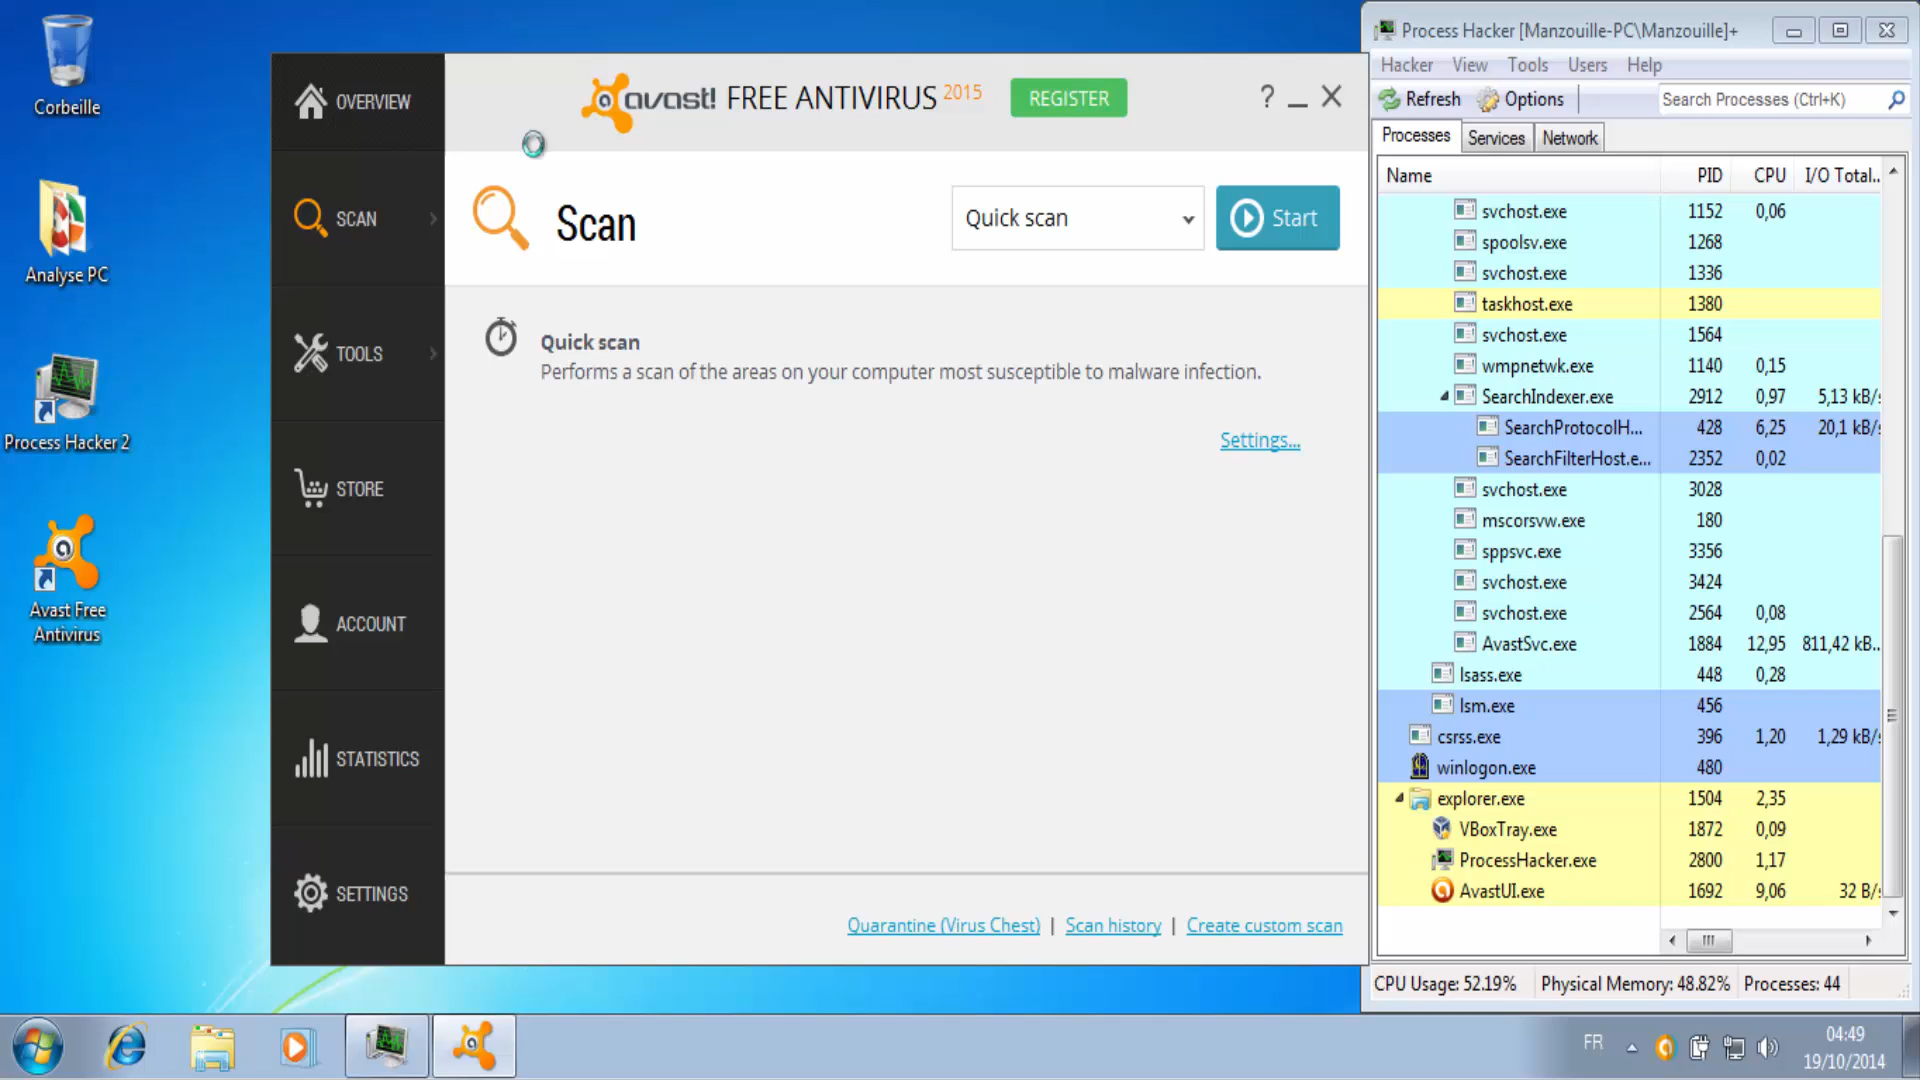 Corbeille
Analyse PC
Process Hacker 2
Avast Free
Antivirus
OVERVIEW
SCAN
TOOLS
STORE
ACCOUNT
STATISTICS
SETTINGS
avast! FREE ANTIVIRUS 2015
REGISTER
?
Scan
Quick scan
Start
Quick scan
Performs a scan of the areas on your computer most susceptible to malware infection.
Settings...
Quarantine (Virus Chest) | Scan history | Create custom scan
Process Hacker [Manzouille-PC\Manzouille]+
Hacker View Tools Users Help
Refresh Options Search Processes (Ctrl+K)
Processes Services Network
Name PID CPU I/O Total...
svchost.exe 1152 0,06
spoolsv.exe 1268
svchost.exe 1336
taskhost.exe 1380
svchost.exe 1564
wmpnetwk.exe 1140 0,15
SearchIndexer.exe 2912 0,97 5,13 kB/s
SearchProtocolH... 428 6,25 20,1 kB/s
SearchFilterHost.e... 2352 0,02
svchost.exe 3028
mscorsvw.exe 180
sppsvc.exe 3356
svchost.exe 3424
svchost.exe 2564 0,08
AvastSvc.exe 1884 12,95 811,42 kB...
lsass.exe 448 0,28
lsm.exe 456
csrss.exe 396 1,20 1,29 kB/s
winlogon.exe 480
explorer.exe 1504 2,35
VBoxTray.exe 1872 0,09
ProcessHacker.exe 2800 1,17
AvastUI.exe 1692 9,06 32 B/s
CPU Usage: 52.19% Physical Memory: 48.82% Processes: 44
FR
04:49
19/10/2014